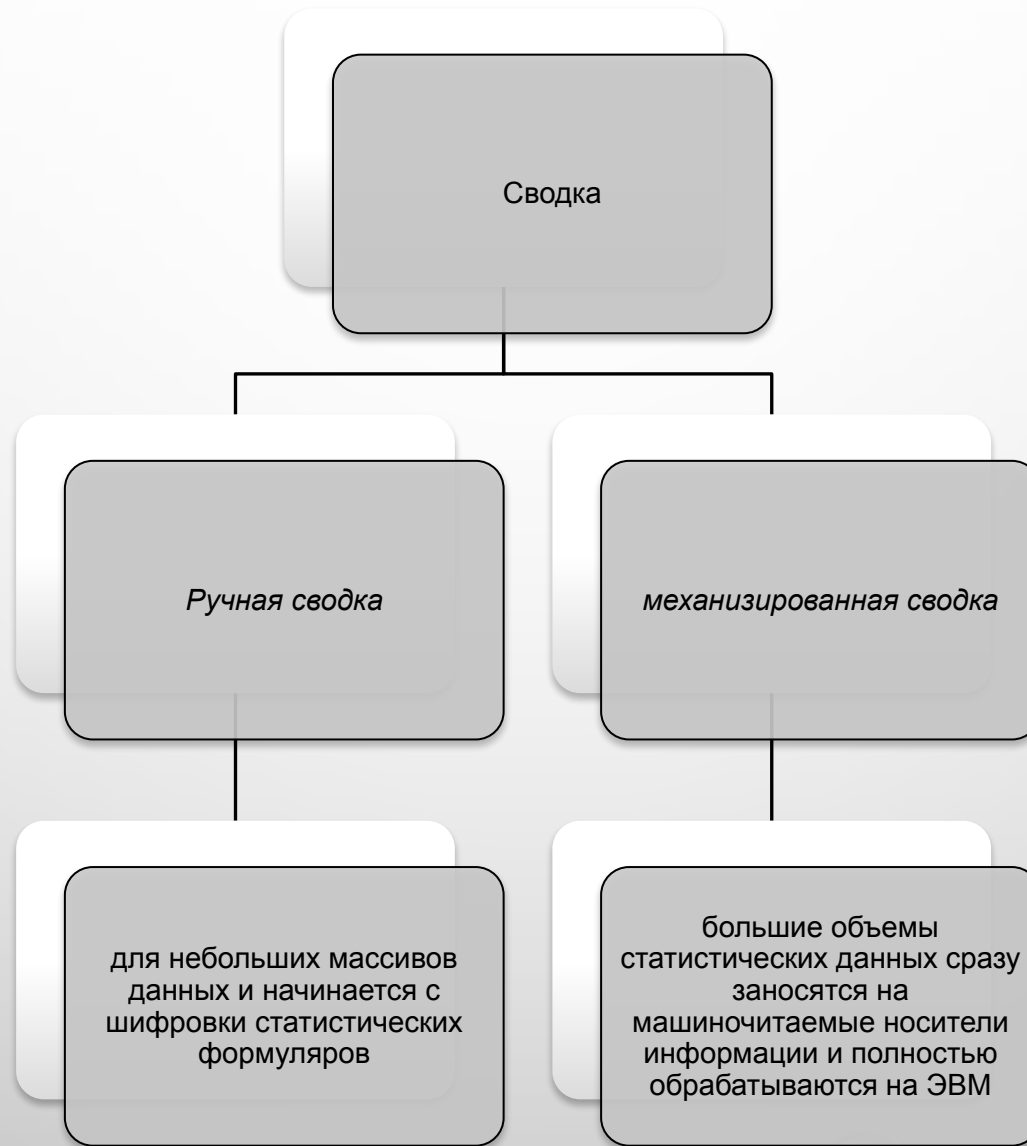 Сводка
Ручная сводка
механизированная сводка
для небольших массивов
данных и начинается с
шифровки статистических
формуляров
большие объемы
статистических данных сразу
заносятся на
машиночитаемые носители
информации и полностью
обрабатываются на ЭВМ